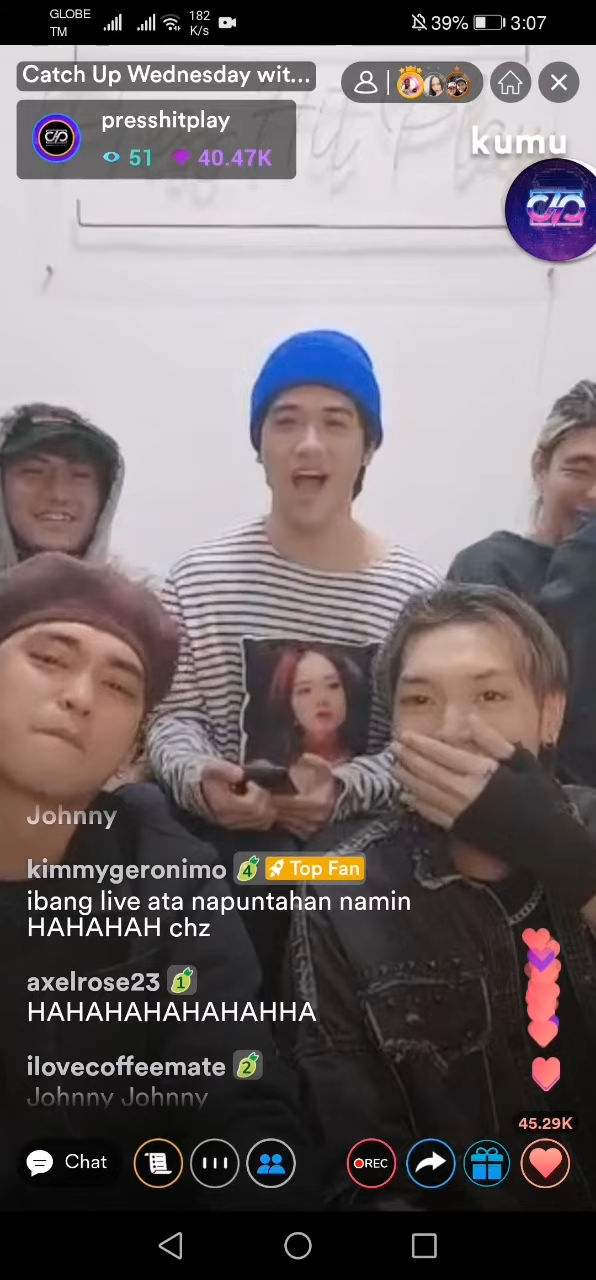 GLOBE
TM
182
K/s
39%
3:07
Catch Up Wednesday wit...
presshitplay
51
40.47K
kumu
Johnny
kimmygeronimo 4 Top Fan
ibang live ata napuntahan namin
HAHAHAH chz
axelrose23 1
HAHAHAHAHAHAHHA
ilovecoffeemate 2
Johnny Johnny
45.29K
Chat
REC